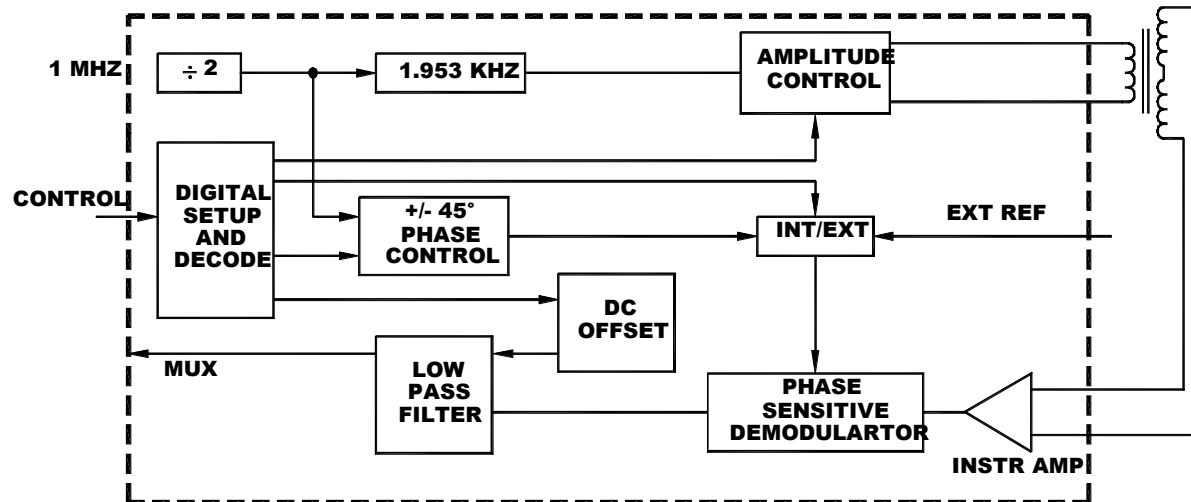 1 MHZ
÷ 2
1.953 KHZ
AMPLITUDE
CONTROL
CONTROL
DIGITAL
SETUP
AND
DECODE
+/- 45°
PHASE
CONTROL
INT/EXT
EXT REF
DC
OFFSET
MUX
LOW
PASS
FILTER
PHASE
SENSITIVE
DEMODULARTOR
INSTR AMP